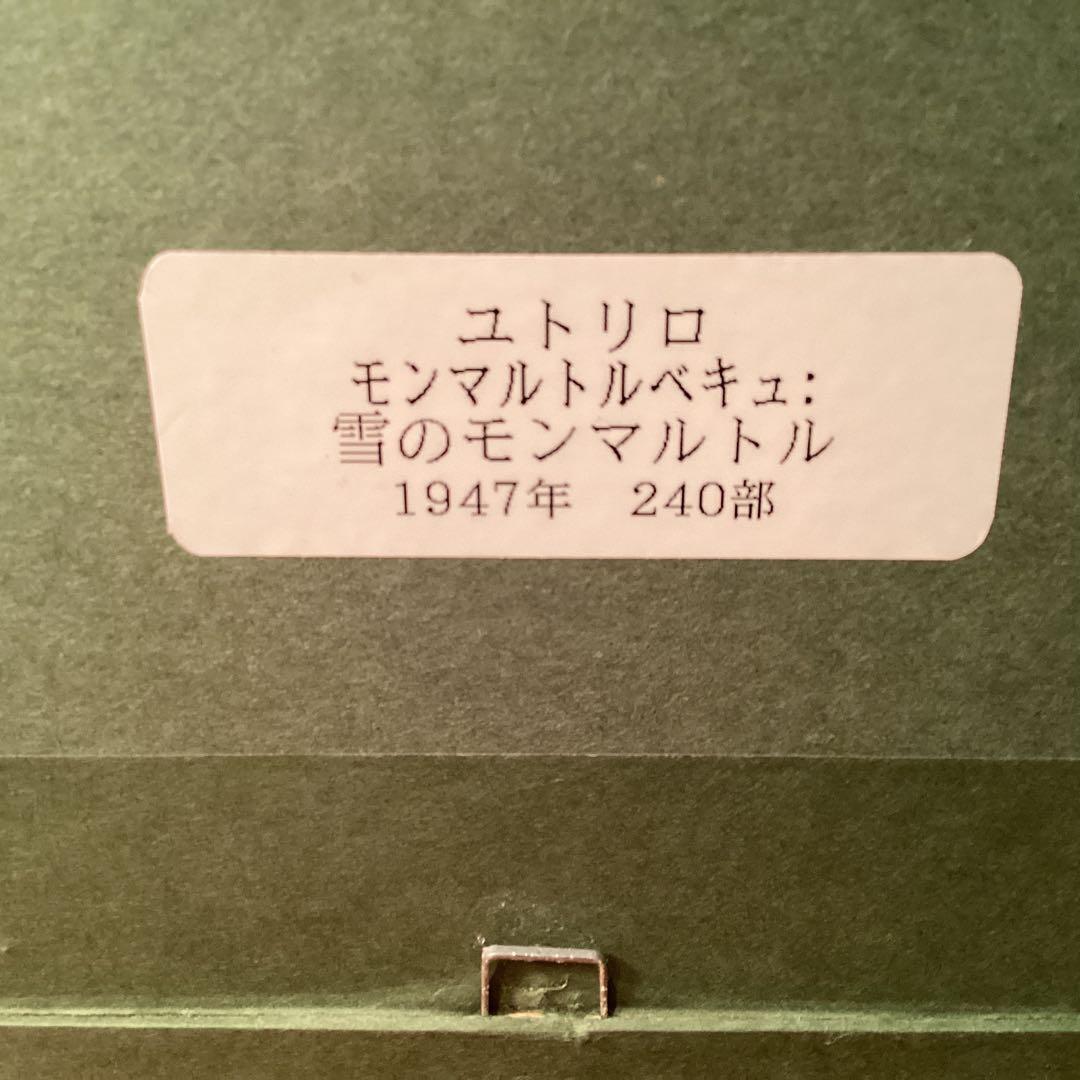 ユトリロ
モンマルトルベキュ:
雪のモンマルトル
1947年　240部